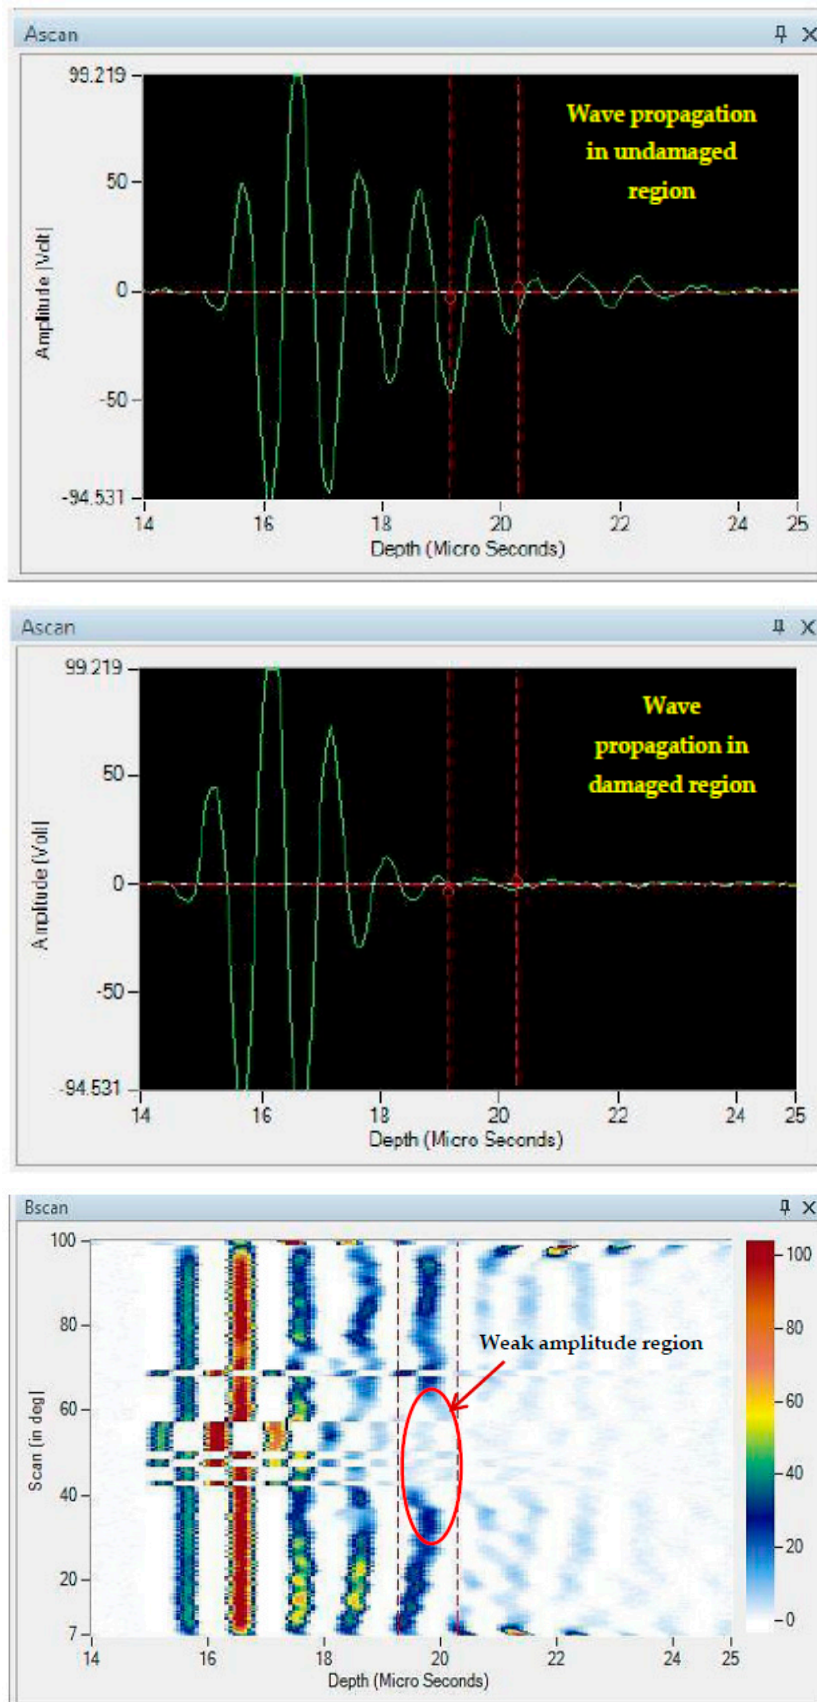 Ascan
99.219
50
0
-50
-94.531
Amplitude |Volt|
Wave propagation
in undamaged
region
14 16 18 20 22 24 25
Depth (Micro Seconds)
Ascan
99.219
50
0
-50
-94.531
Amplitude (Volt)
Wave
propagation in
damaged region
14 16 18 20 22 24 25
Depth (Micro Seconds)
Bscan
100
80
60
40
20
7
Scan (in deg)
Weak amplitude region
100
80
60
40
20
0
14 16 18 20 22 24 25
Depth (Micro Seconds)